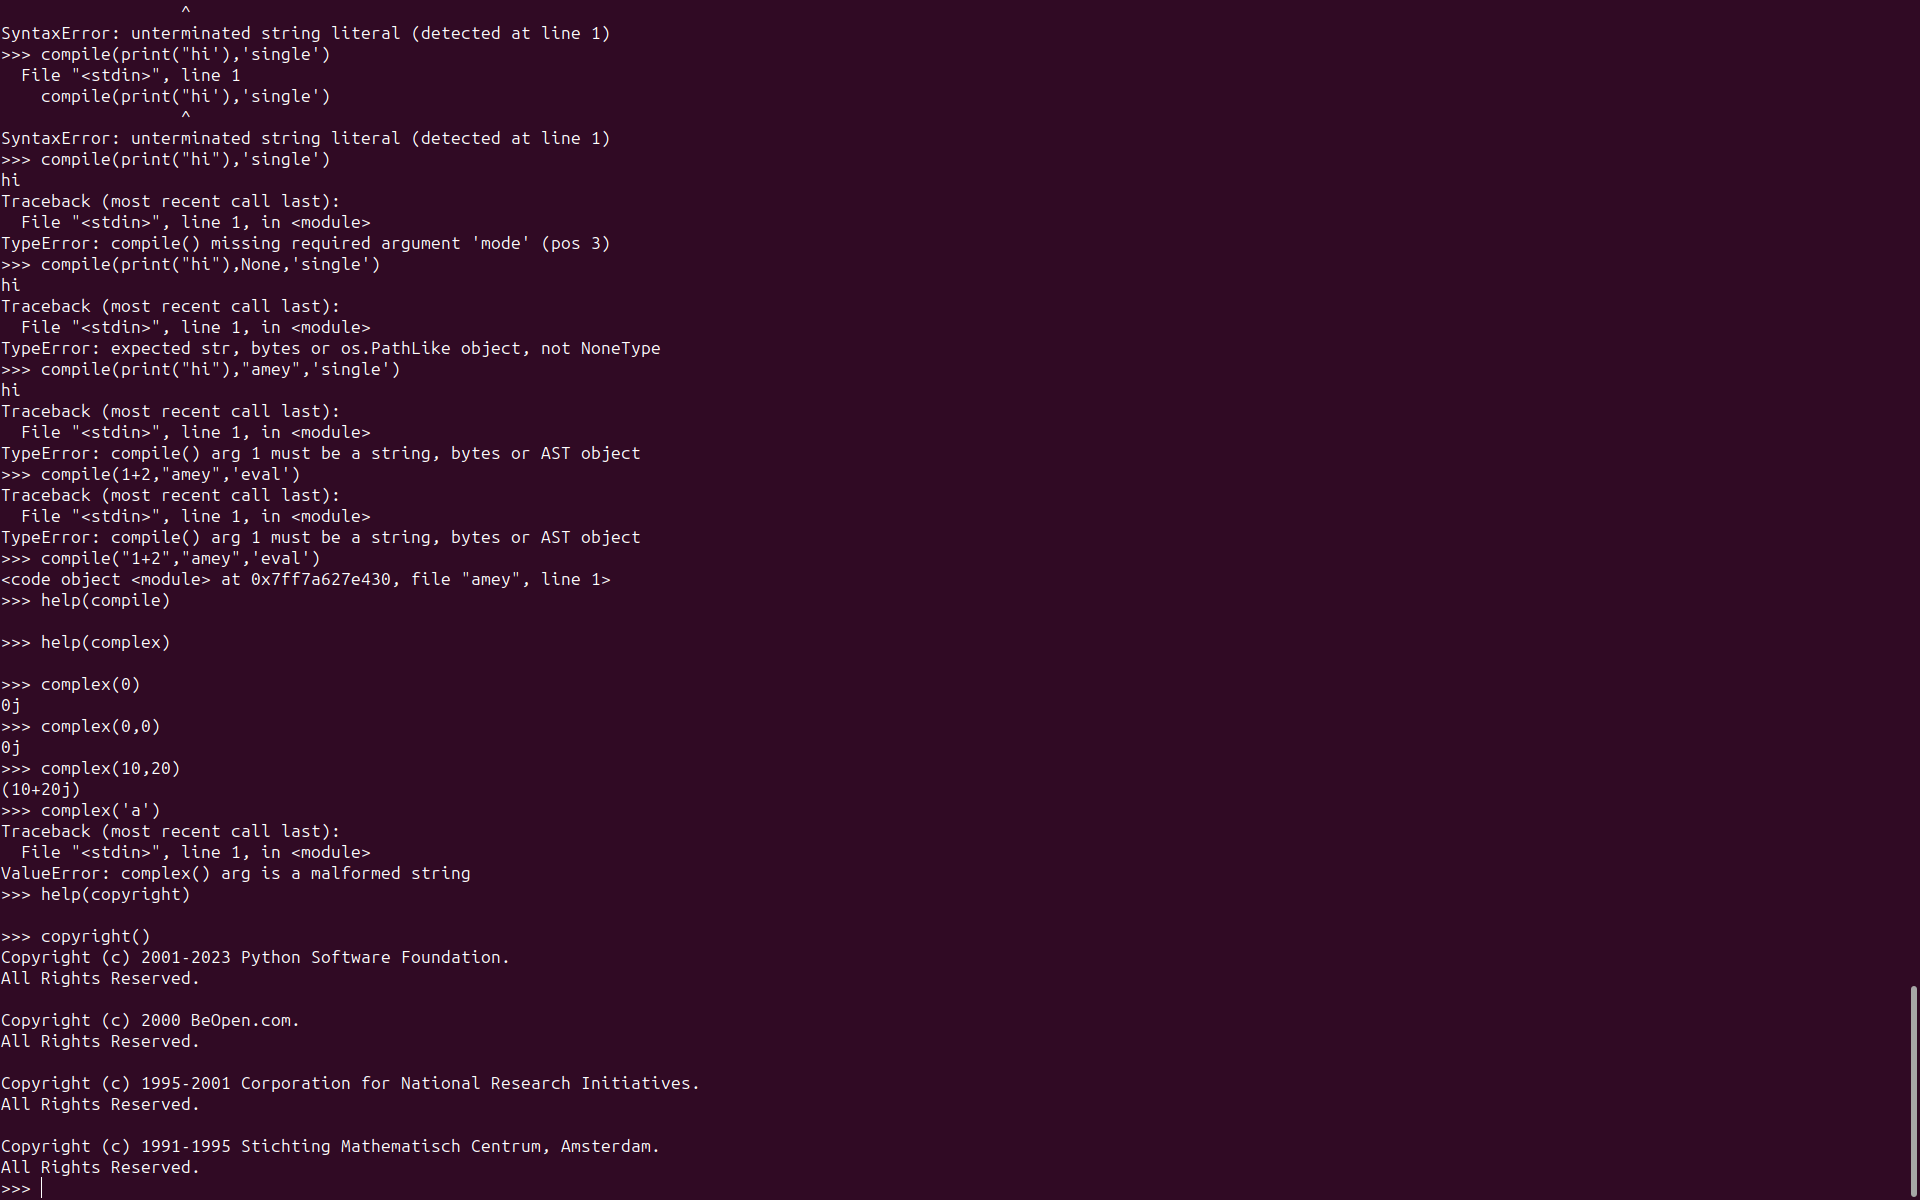 ^
SyntaxError: unterminated string literal (detected at line 1)
>>> compile(print("hi'),'single')
  File "<stdin>", line 1
    compile(print("hi'),'single')
                  ^
SyntaxError: unterminated string literal (detected at line 1)
>>> compile(print("hi"),'single')
hi
Traceback (most recent call last):
  File "<stdin>", line 1, in <module>
TypeError: compile() missing required argument 'mode' (pos 3)
>>> compile(print("hi"),None,'single')
hi
Traceback (most recent call last):
  File "<stdin>", line 1, in <module>
TypeError: expected str, bytes or os.PathLike object, not NoneType
>>> compile(print("hi"),"amey",'single')
hi
Traceback (most recent call last):
  File "<stdin>", line 1, in <module>
TypeError: compile() arg 1 must be a string, bytes or AST object
>>> compile(1+2,"amey",'eval')
Traceback (most recent call last):
  File "<stdin>", line 1, in <module>
TypeError: compile() arg 1 must be a string, bytes or AST object
>>> compile("1+2","amey",'eval')
<code object <module> at 0x7ff7a627e430, file "amey", line 1>
>>> help(compile)

>>> help(complex)

>>> complex(0)
0j
>>> complex(0,0)
0j
>>> complex(10,20)
(10+20j)
>>> complex('a')
Traceback (most recent call last):
  File "<stdin>", line 1, in <module>
ValueError: complex() arg is a malformed string
>>> help(copyright)

>>> copyright()
Copyright (c) 2001-2023 Python Software Foundation.
All Rights Reserved.

Copyright (c) 2000 BeOpen.com.
All Rights Reserved.

Copyright (c) 1995-2001 Corporation for National Research Initiatives.
All Rights Reserved.

Copyright (c) 1991-1995 Stichting Mathematisch Centrum, Amsterdam.
All Rights Reserved.
>>>